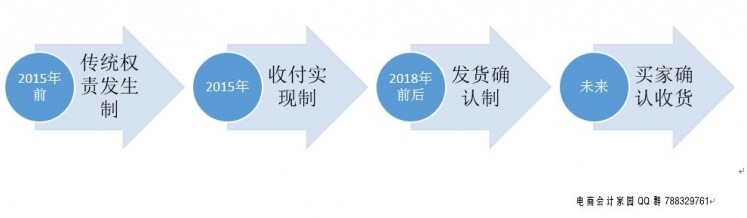 2015年
前
传统权
责发生
制
2015年
收付实
现制
2018年
前后
发货确
认制
未来
买家确
认收货
电商会计家园QQ群788329761